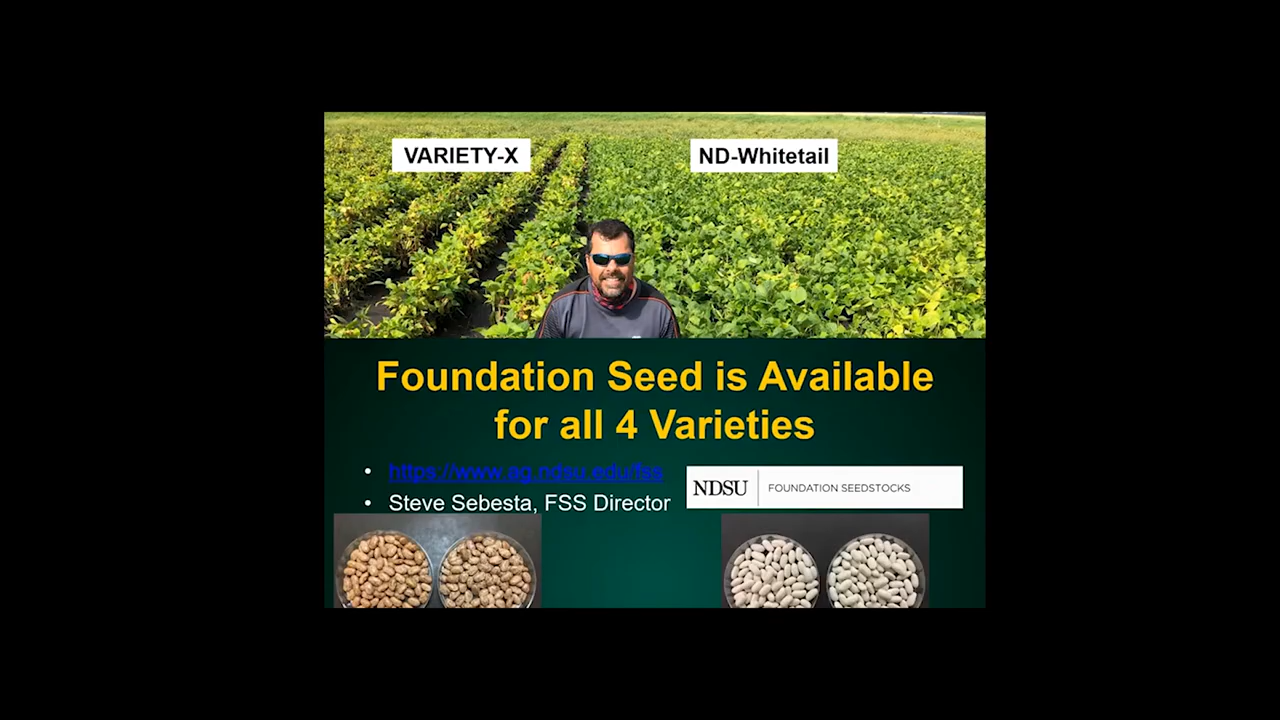 VARIETY-X
ND-Whitetail
Foundation Seed is Available
for all 4 Varieties
• https://www.ag.ndsu.edu/fss
• Steve Sebesta, FSS Director
NDSU FOUNDATION SEEDSTOCKS